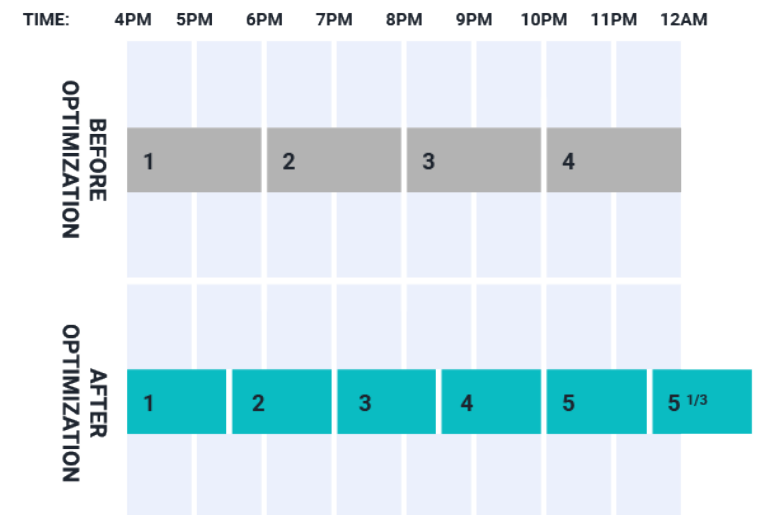 TIME: 4PM 5PM 6PM 7PM 8PM 9PM 10PM 11PM 12AM
BEFORE
OPTIMIZATION
1 2 3 4
AFTER
OPTIMIZATION
1 2 3 4 5 5 1/3